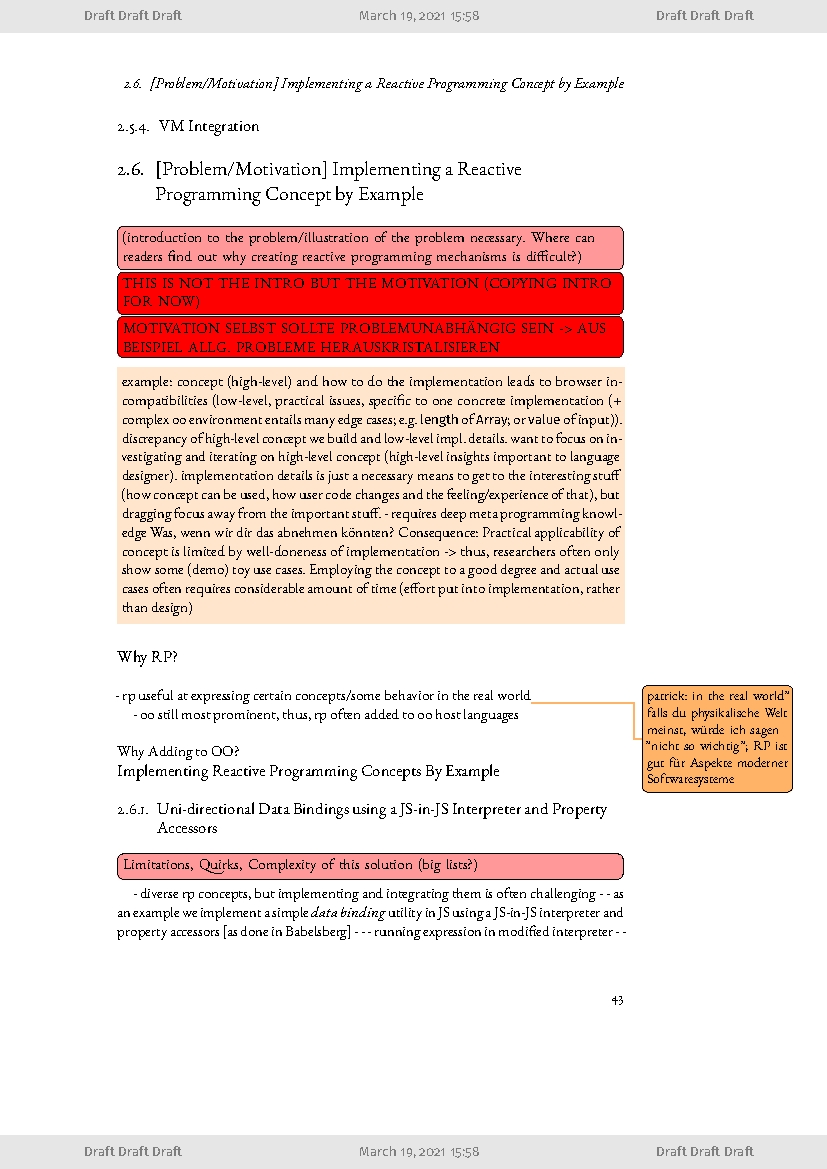 Draft Draft Draft March 19, 2021 15:58 Draft Draft Draft
2.6. [Problem/Motivation] Implementing a Reactive Programming Concept by Example
2.5.4. VM Integration
2.6. [Problem/Motivation] Implementing a Reactive
Programming Concept by Example
(introduction to the problem/illustration of the problem necessary. Where can
readers find out why creating reactive programming mechanisms is difficult?)
THIS IS NOT THE INTRO BUT THE MOTIVATION (COPYING INTRO
FOR NOW)
MOTIVATION SELBST SOLLTE PROBLEMUNABHÄNGIG SEIN -> AUS
BEISPIEL ALLG. PROBLEME HERAUSKRISTALISIEREN
example: concept (high-level) and how to do the implementation leads to browser in-
compatibilities (low-level, practical issues, specific to one concrete implementation (+
complex oo environment entails many edge cases; e.g. length of Array; or value of input)).
discrepancy of high-level concept we build and low-level impl. details. want to focus on in-
vestigating and iterating on high-level concept (high-level insights important to language
designer). implementation details is just a necessary means to get to the interesting stuff
(how concept can be used, how user code changes and the feeling/experience of that), but
dragging focus away from the important stuff. - requires deep meta programming knowl-
edge Was, wenn wir dir das abnehmen könnten? Consequence: Practical applicability of
concept is limited by well-doneness of implementation -> thus, researchers often only
show some (demo) toy use cases. Employing the concept to a good degree and actual use
cases often requires considerable amount of time (effort put into implementation, rather
than design)
Why RP?
- rp useful at expressing certain concepts/some behavior in the real world
- oo still most prominent, thus, rp often added to oo host languages
patrick: in the real world"
falls du physikalische Welt
meinst, würde ich sagen
"nicht so wichtig"; RP ist
gut für Aspekte moderner
Softwaresysteme
Why Adding to OO?
Implementing Reactive Programming Concepts By Example
2.6.1. Uni-directional Data Bindings using a JS-in-JS Interpreter and Property
Accessors
Limitations, Quirks, Complexity of this solution (big lists?)
- diverse rp concepts, but implementing and integrating them is often challenging - - as
an example we implement a simple data binding utility in JS using a JS-in-JS interpreter and
property accessors [as done in Babelsberg] - - - running expression in modified interpreter - -
43
Draft Draft Draft March 19, 2021 15:58 Draft Draft Draft